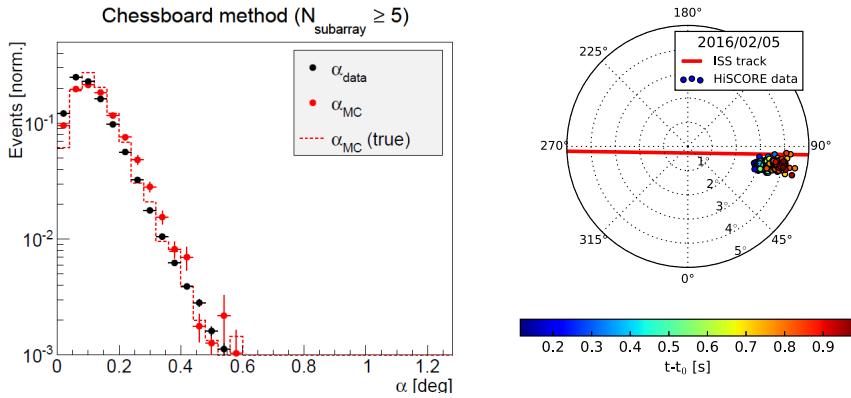 Chessboard method (N_subarray ≥ 5)
Events [norm.]
α_data
α_MC
α_MC (true)
10^-1
10^-2
10^-3
0 0.2 0.4 0.6 0.8 1 1.2
α [deg]
180°
2016/02/05
ISS track
HiSCORE data
225°
270°
90°
1°
2°
3°
4°
5°
315°
45°
0°
0.2 0.3 0.4 0.5 0.6 0.7 0.8 0.9
t-t_0 [s]